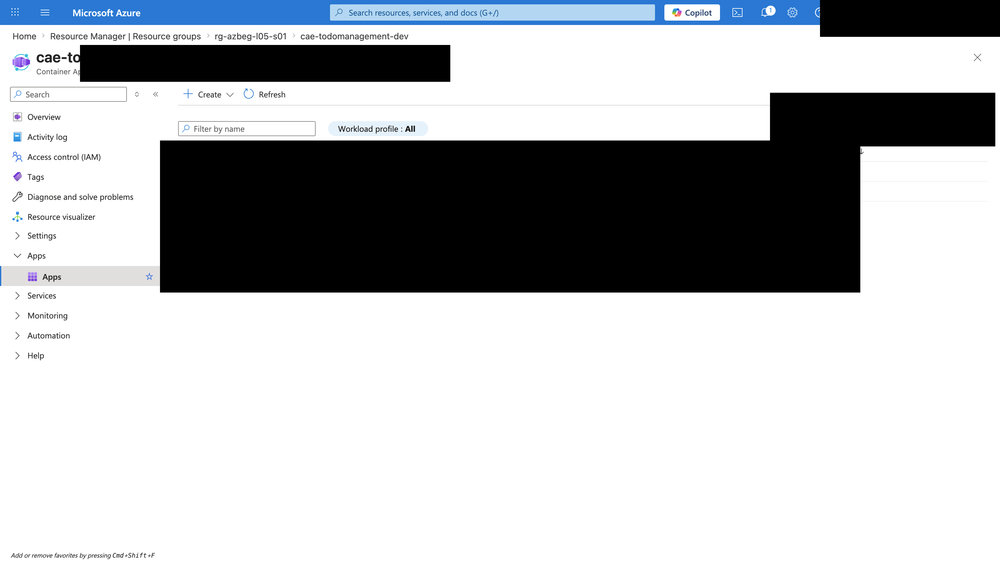 Microsoft Azure
Search resources, services, and docs (G+/)
Copilot
1
Home > Resource Manager | Resource groups > rg-azbeg-l05-s01 > cae-todomanagement-dev
cae-to
Container
Search
Create
Refresh
Overview
Filter by name
Workload profile : All
Activity log
Access control (IAM)
Tags
Diagnose and solve problems
Resource visualizer
Settings
Apps
Apps
Services
Monitoring
Automation
Help
Add or remove favorites by pressing Cmd+Shift+F